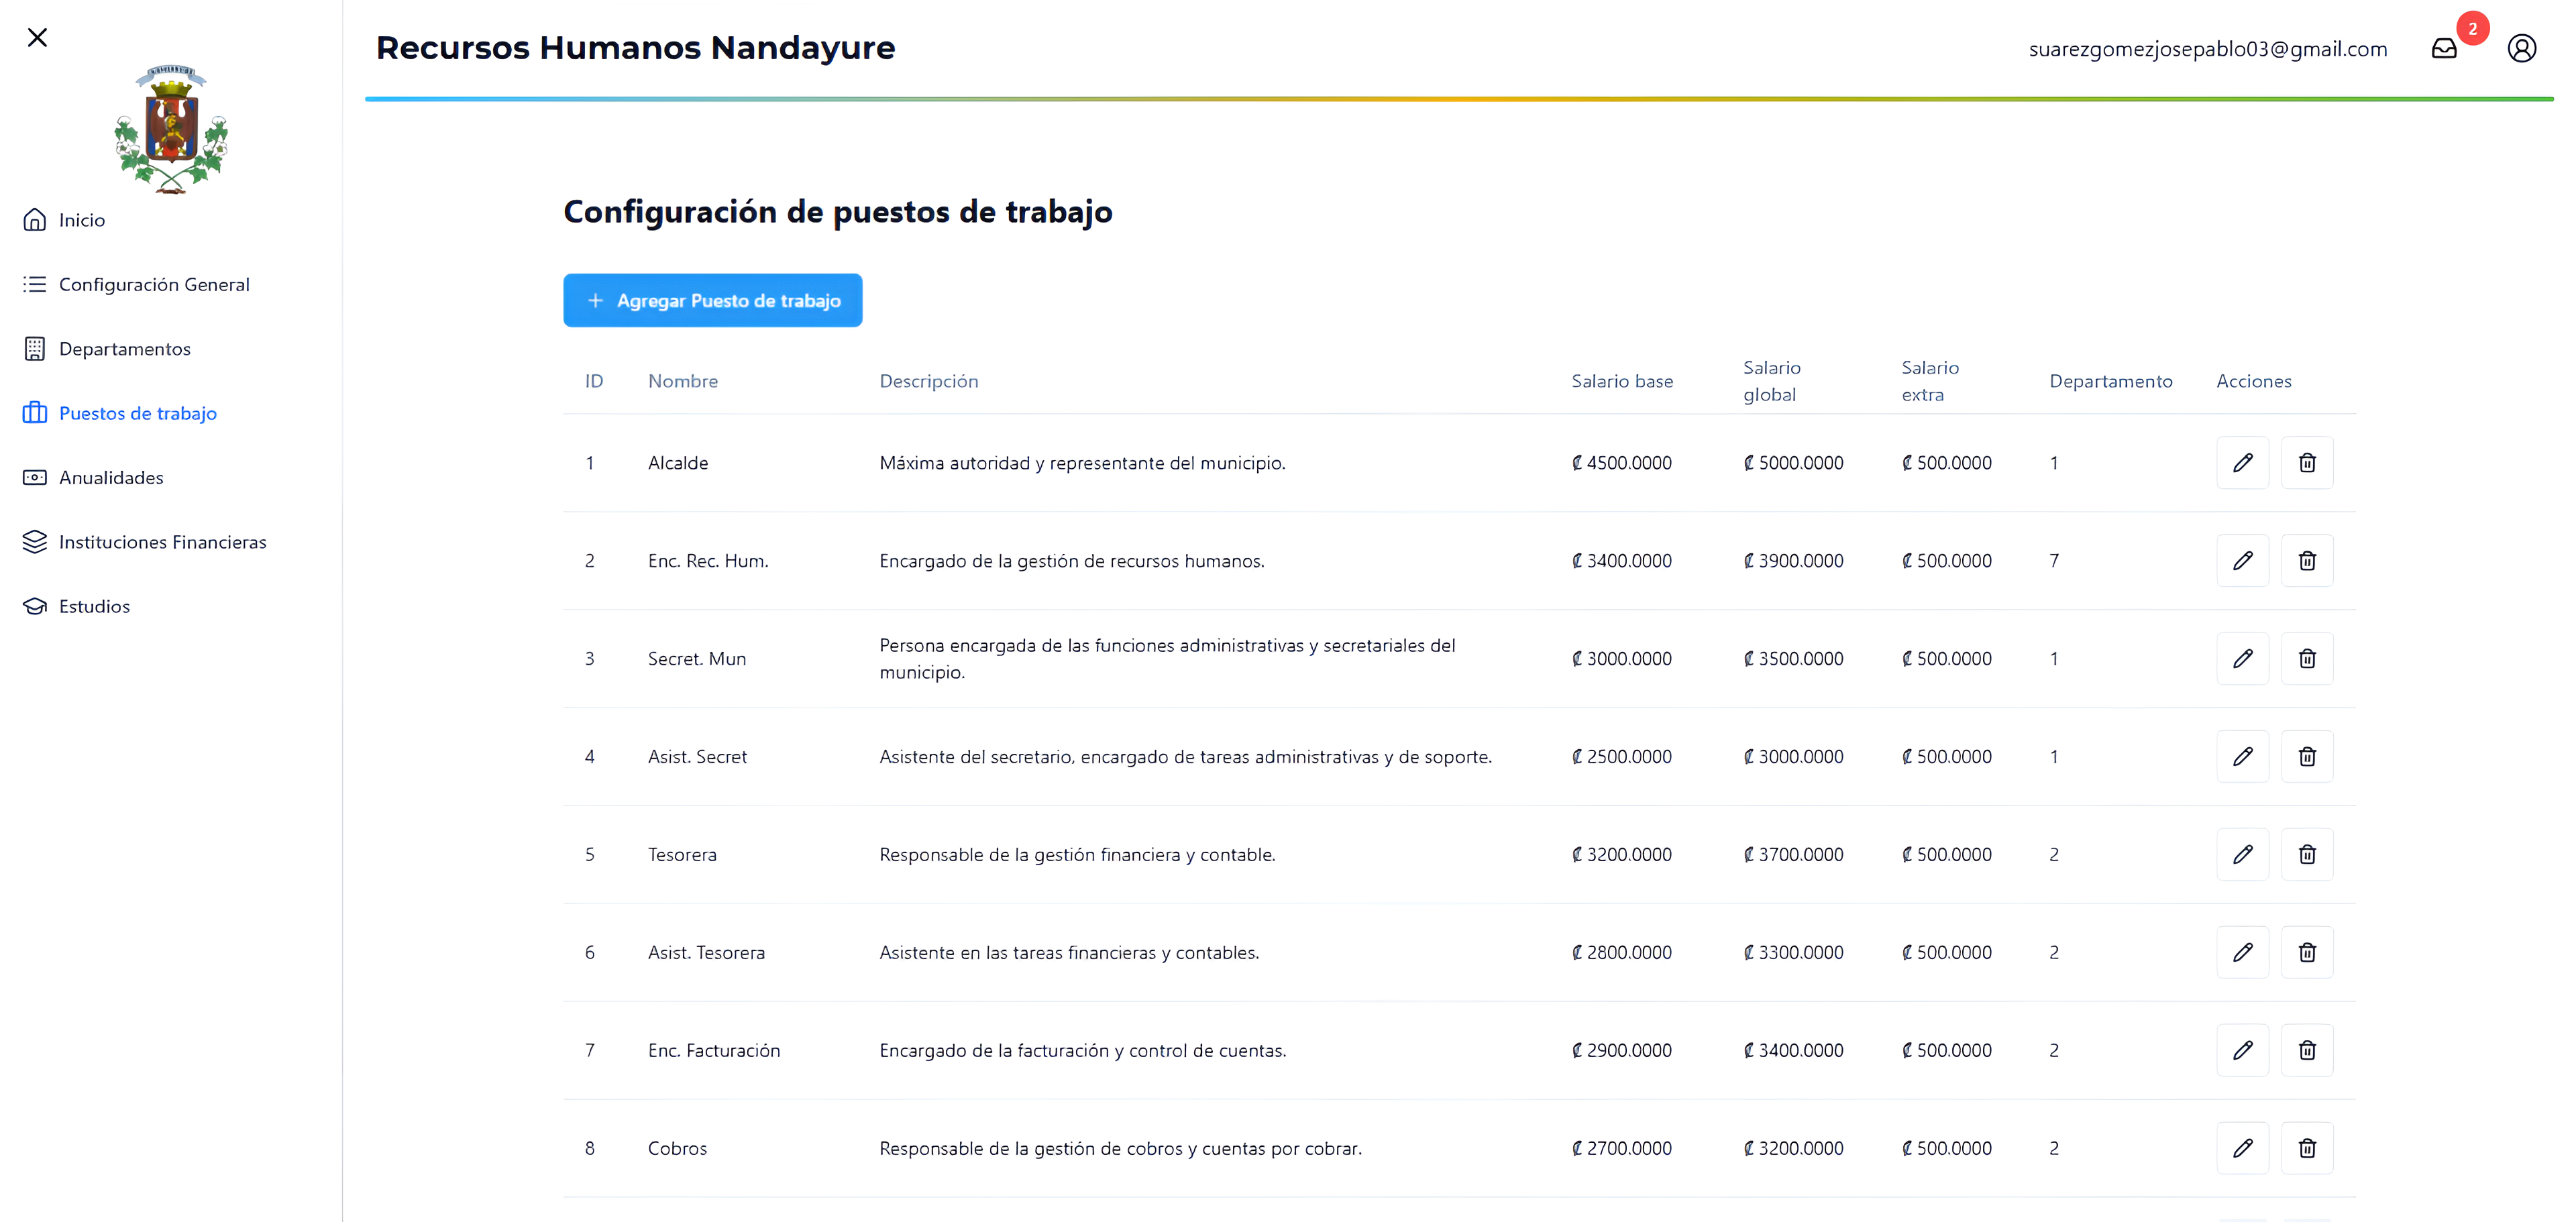 Recursos Humanos Nandayure
suarezgomezjosepablo03@gmail.com
2
Inicio
Configuración General
Departamentos
Puestos de trabajo
Anualidades
Instituciones Financieras
Estudios
Configuración de puestos de trabajo
+ Agregar Puesto de trabajo
ID Nombre Descripción Salario base Salario global Salario extra Departamento Acciones
1 Alcalde Máxima autoridad y representante del municipio. ₡ 4500.0000 ₡ 5000.0000 ₡ 500.0000 1
2 Enc. Rec. Hum. Encargado de la gestión de recursos humanos. ₡ 3400.0000 ₡ 3900.0000 ₡ 500.0000 7
3 Secret. Mun Persona encargada de las funciones administrativas y secretariales del municipio. ₡ 3000.0000 ₡ 3500.0000 ₡ 500.0000 1
4 Asist. Secret Asistente del secretario, encargado de tareas administrativas y de soporte. ₡ 2500.0000 ₡ 3000.0000 ₡ 500.0000 1
5 Tesorera Responsable de la gestión financiera y contable. ₡ 3200.0000 ₡ 3700.0000 ₡ 500.0000 2
6 Asist. Tesorera Asistente en las tareas financieras y contables. ₡ 2800.0000 ₡ 3300.0000 ₡ 500.0000 2
7 Enc. Facturación Encargado de la facturación y control de cuentas. ₡ 2900.0000 ₡ 3400.0000 ₡ 500.0000 2
8 Cobros Responsable de la gestión de cobros y cuentas por cobrar. ₡ 2700.0000 ₡ 3200.0000 ₡ 500.0000 2